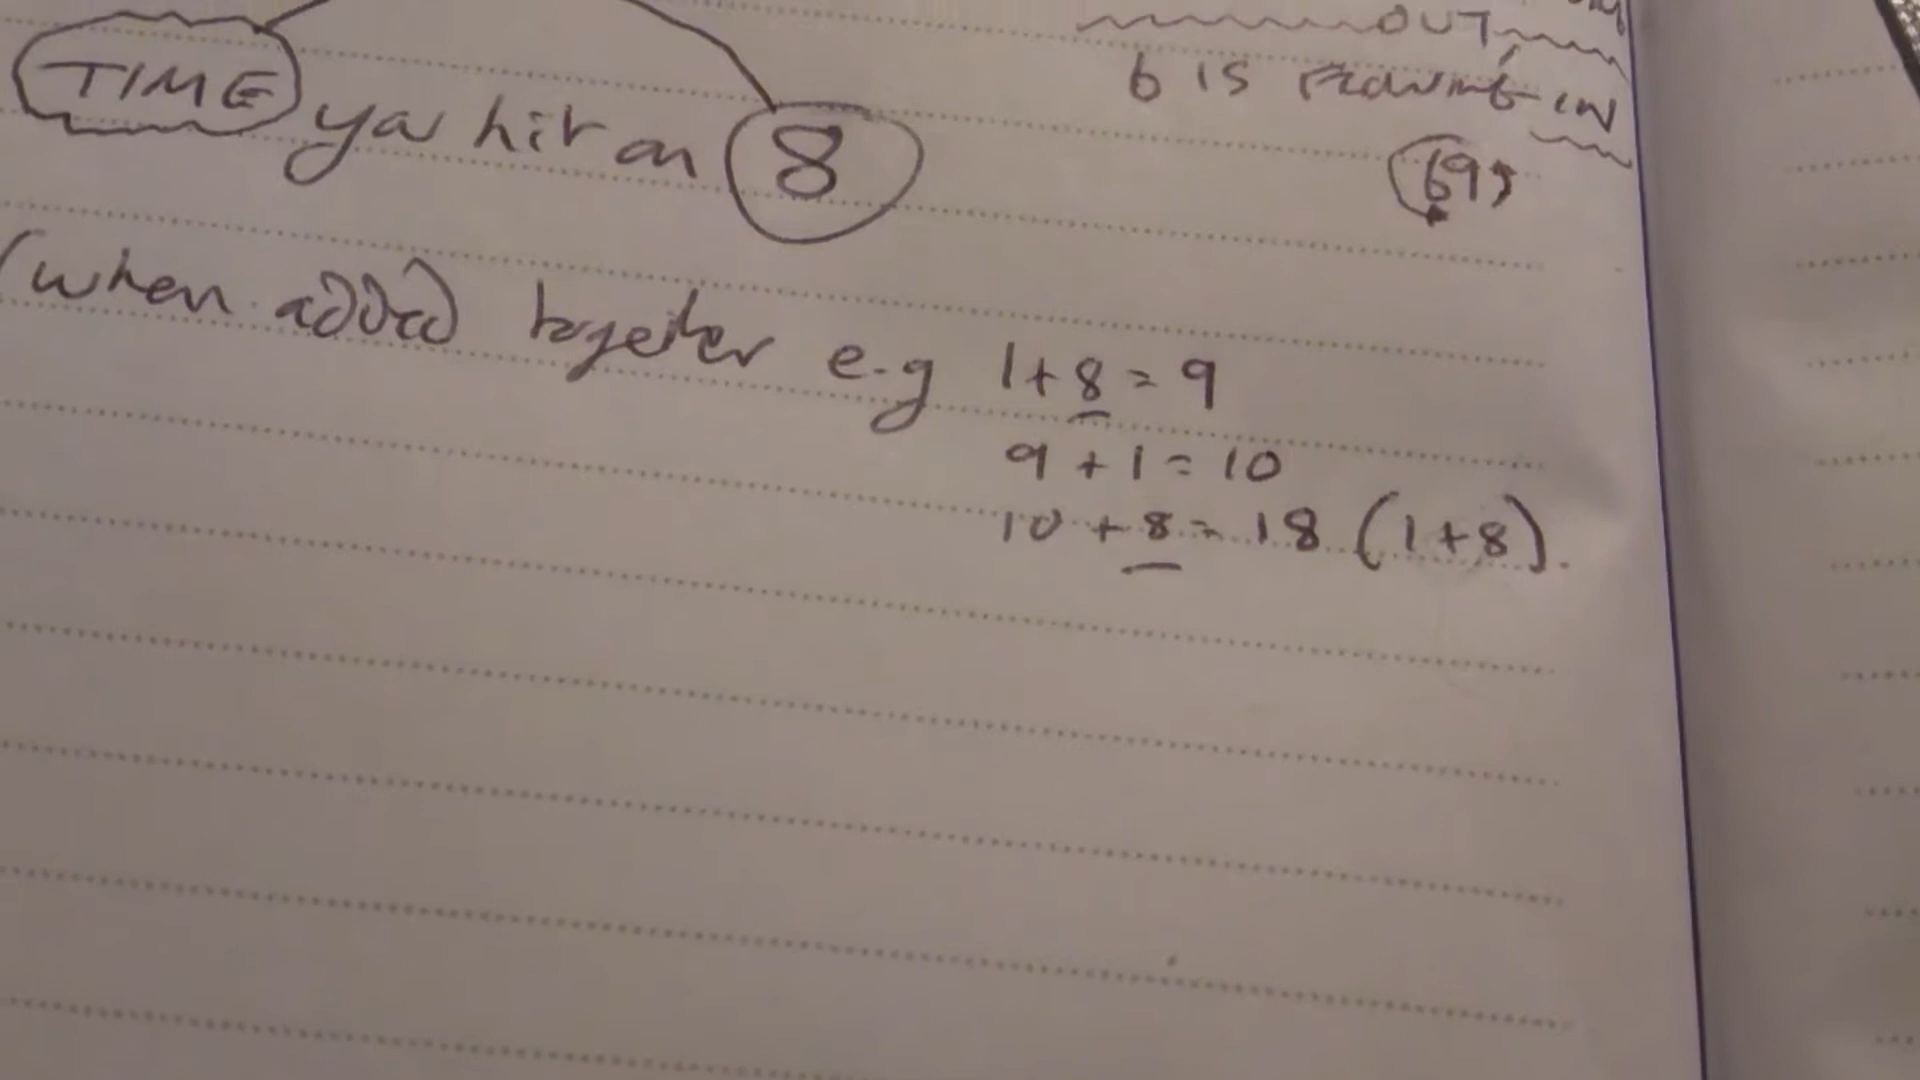 OUT,
6 IS FLOWING IN
69
TIME you hit an 8
(when added) together e.g 1+8=9
9+1=10
10+8=18 (1+8).